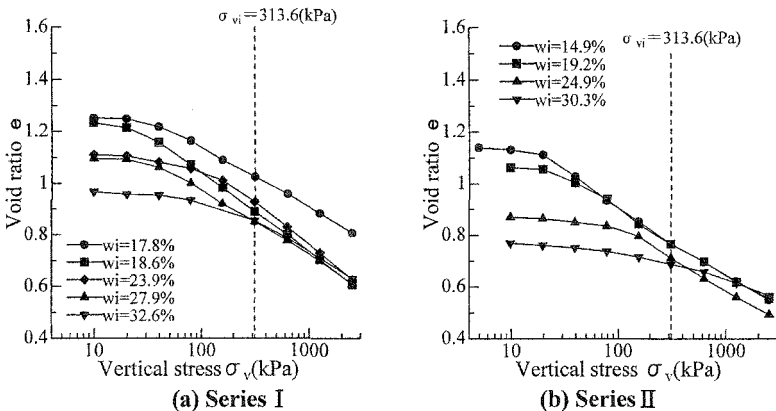 σ vi=313.6(kPa)
1.6
1.4
1.2
1
0.8
0.6
0.4
Void ratio e
wi=17.8%
wi=18.6%
wi=23.9%
wi=27.9%
wi=32.6%
10
100
1000
Vertical stress σ v(kPa)
(a) Series Ⅰ
σ vi=313.6(kPa)
1.6
1.4
1.2
1
0.8
0.6
0.4
Void ratio e
wi=14.9%
wi=19.2%
wi=24.9%
wi=30.3%
10
100
1000
Vertical stress σ v(kPa)
(b) Series Ⅱ